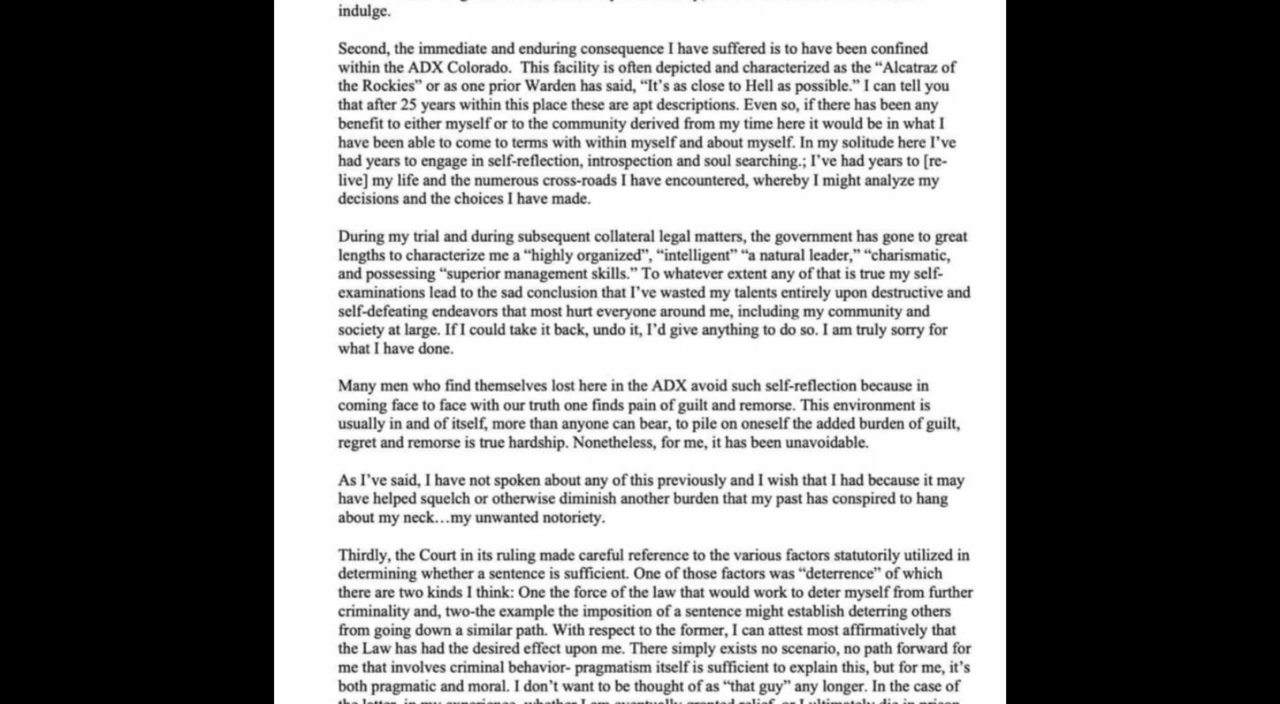 indulge.
Second, the immediate and enduring consequence I have suffered is to have been confined
within the ADX Colorado.  This facility is often depicted and characterized as the “Alcatraz of
the Rockies” or as one prior Warden has said, “It’s as close to Hell as possible.” I can tell you
that after 25 years within this place these are apt descriptions. Even so, if there has been any
benefit to either myself or to the community derived from my time here it would be in what I
have been able to come to terms with within myself and about myself. In my solitude here I’ve
had years to engage in self-reflection, introspection and soul searching.; I’ve had years to [re-
live] my life and the numerous cross-roads I have encountered, whereby I might analyze my
decisions and the choices I have made.
During my trial and during subsequent collateral legal matters, the government has gone to great
lengths to characterize me a “highly organized”, “intelligent” “a natural leader,” “charismatic,
and possessing “superior management skills.” To whatever extent any of that is true my self-
examinations lead to the sad conclusion that I’ve wasted my talents entirely upon destructive and
self-defeating endeavors that most hurt everyone around me, including my community and
society at large. If I could take it back, undo it, I’d give anything to do so. I am truly sorry for
what I have done.
Many men who find themselves lost here in the ADX avoid such self-reflection because in
coming face to face with our truth one finds pain of guilt and remorse. This environment is
usually in and of itself, more than anyone can bear, to pile on oneself the added burden of guilt,
regret and remorse is true hardship. Nonetheless, for me, it has been unavoidable.
As I’ve said, I have not spoken about any of this previously and I wish that I had because it may
have helped squelch or otherwise diminish another burden that my past has conspired to hang
about my neck…my unwanted notoriety.
Thirdly, the Court in its ruling made careful reference to the various factors statutorily utilized in
determining whether a sentence is sufficient. One of those factors was “deterrence” of which
there are two kinds I think: One the force of the law that would work to deter myself from further
criminality and, two-the example the imposition of a sentence might establish deterring others
from going down a similar path. With respect to the former, I can attest most affirmatively that
the Law has had the desired effect upon me. There simply exists no scenario, no path forward for
me that involves criminal behavior- pragmatism itself is sufficient to explain this, but for me, it’s
both pragmatic and moral. I don’t want to be thought of as “that guy” any longer. In the case of